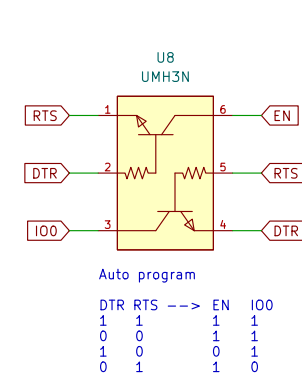 U8
UMH3N
RTS 1 6 EN
DTR 2 5 RTS
IO0 3 4 DTR
Auto program
DTR RTS --> EN IO0
1 1 1 1
0 0 1 1
1 0 0 1
0 1 1 0